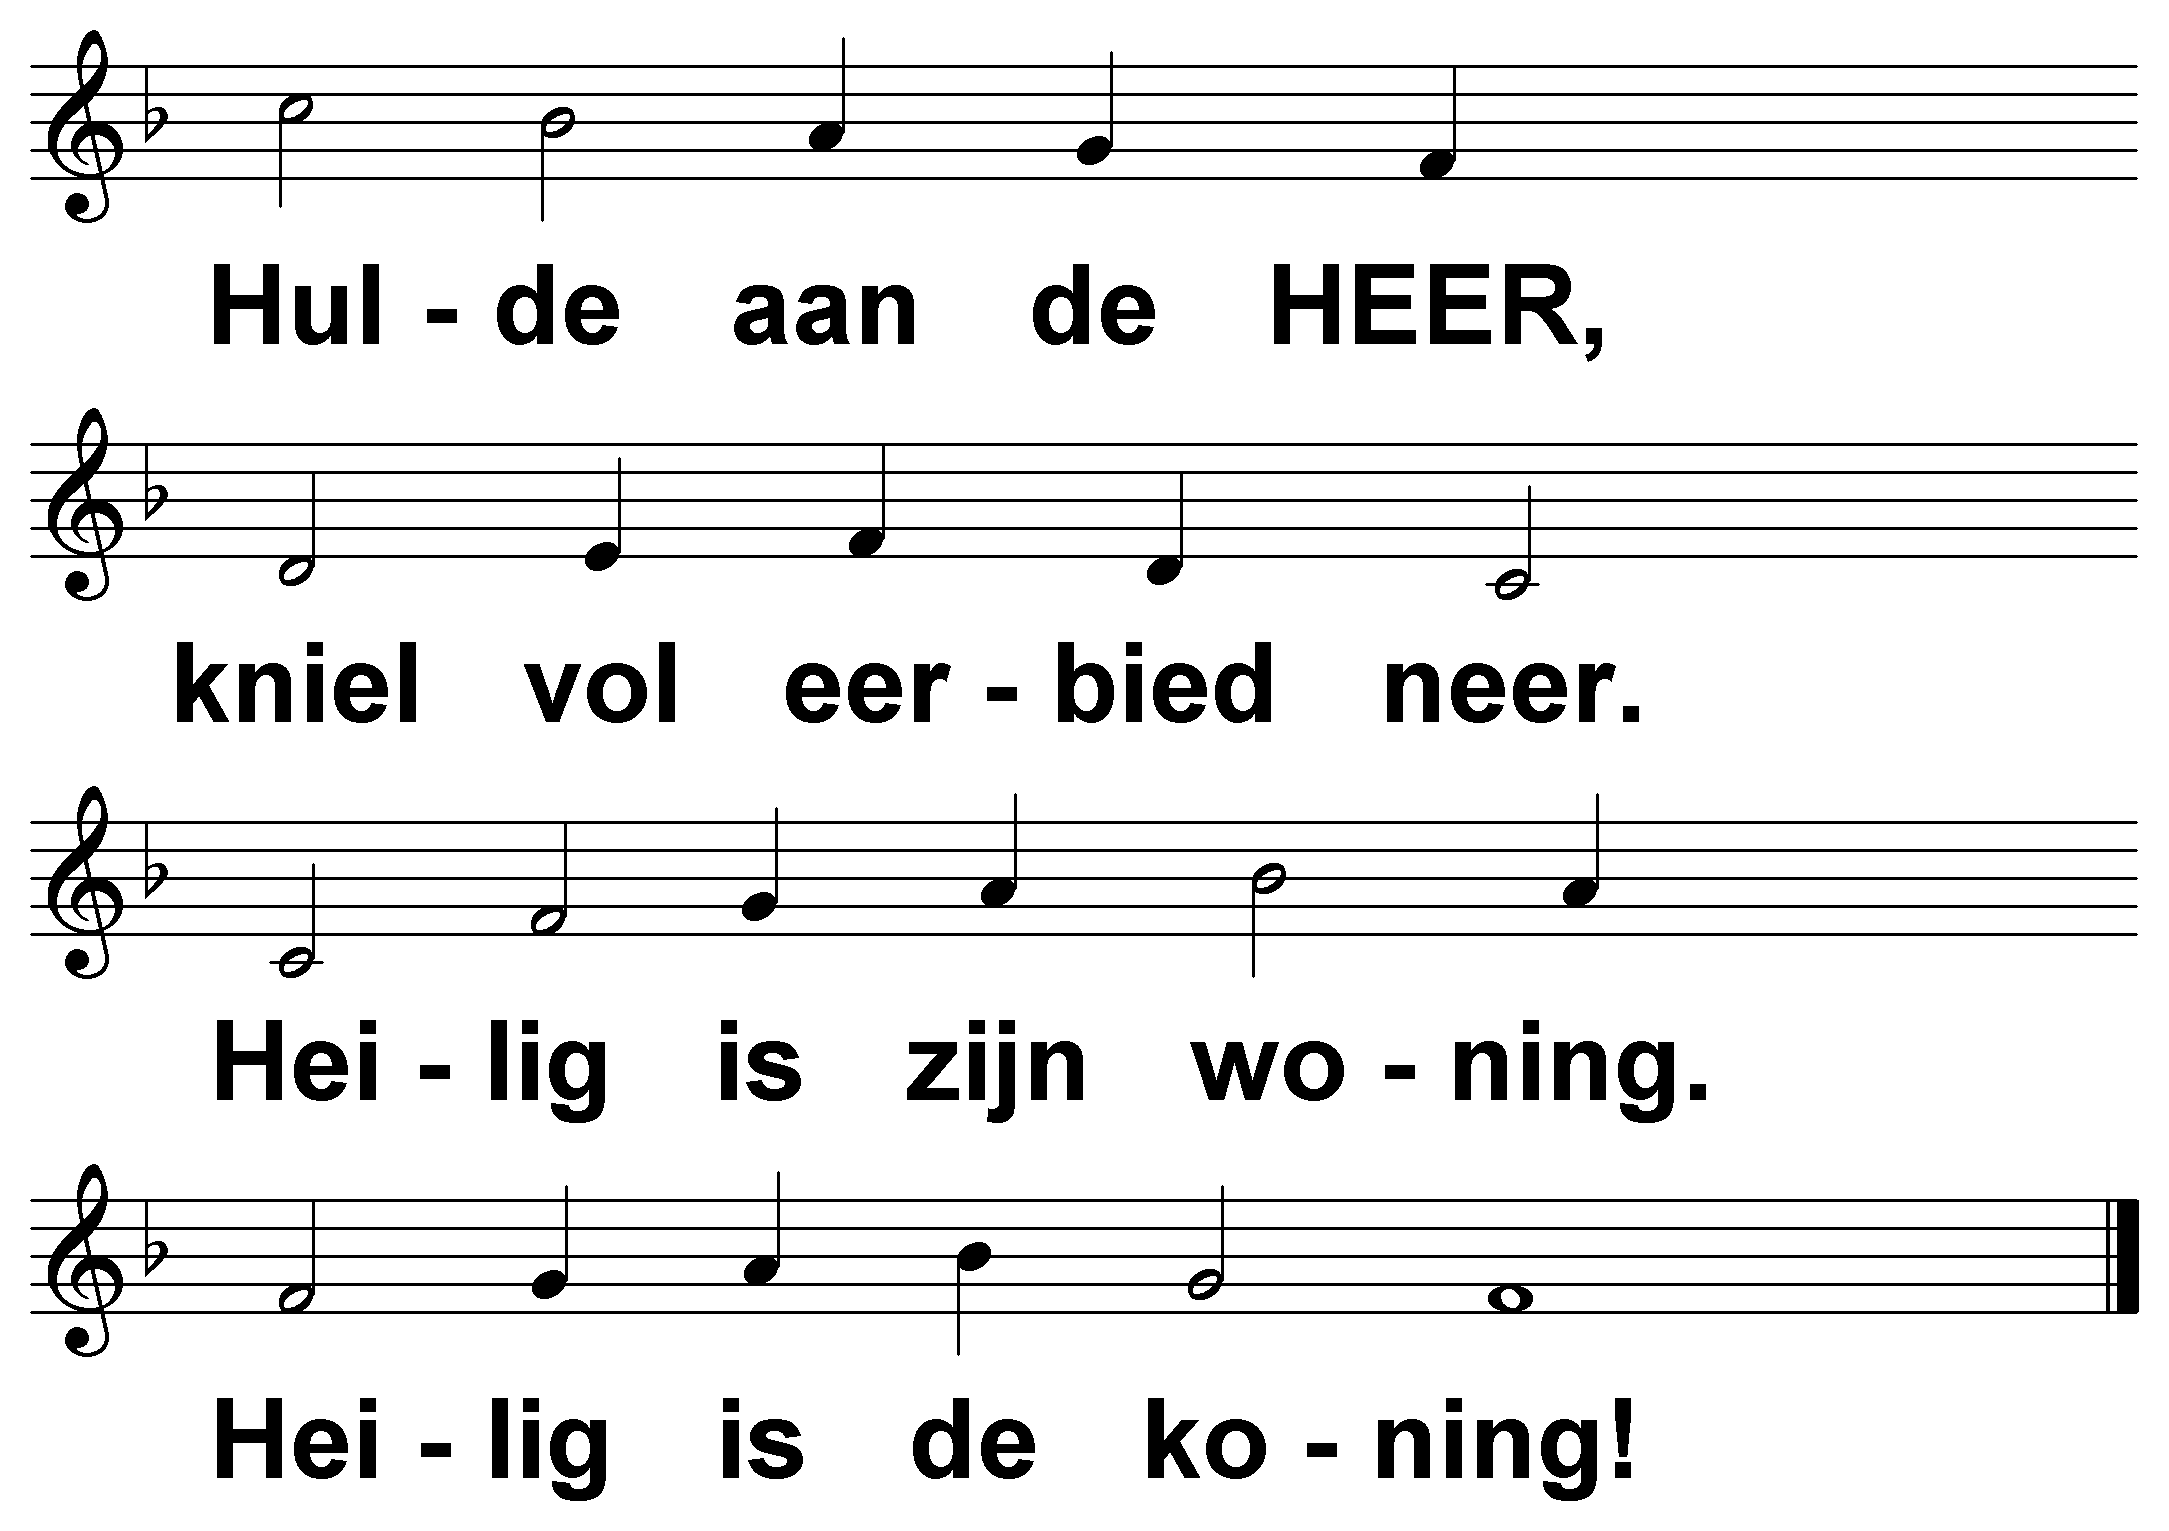 Hul - de aan de HEER,
kniel vol eer - bied neer.
Hei - lig is zijn wo - ning.
Hei - lig is de ko - ning!